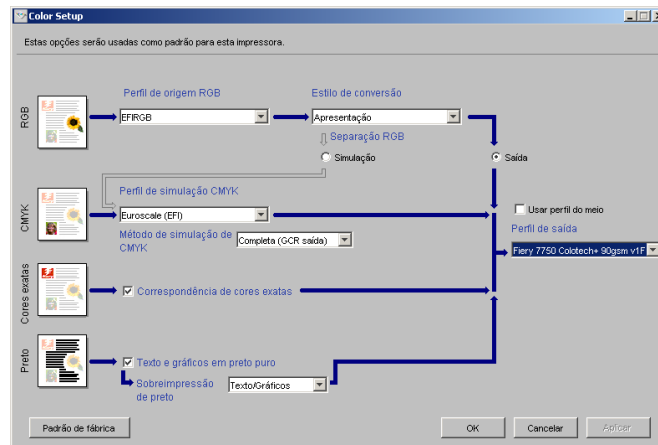 Color Setup
Estas opções serão usadas como padrão para esta impressora.
RGB
Perfil de origem RGB
EFIRGB
Estilo de conversão
Apresentação
Separação RGB
Simulação
Saída
CMYK
Perfil de simulação CMYK
Euroscale (EFI)
Método de simulação de
CMYK
Completa (GCR saída)
Usar perfil do meio
Perfil de saída
Fiery 7750 Colotech+ 90gsm v1F
Cores exatas
Correspondência de cores exatas
Preto
Texto e gráficos em preto puro
Sobreimpressão
de preto
Texto/Gráficos
Padrão de fábrica
OK
Cancelar
Aplicar